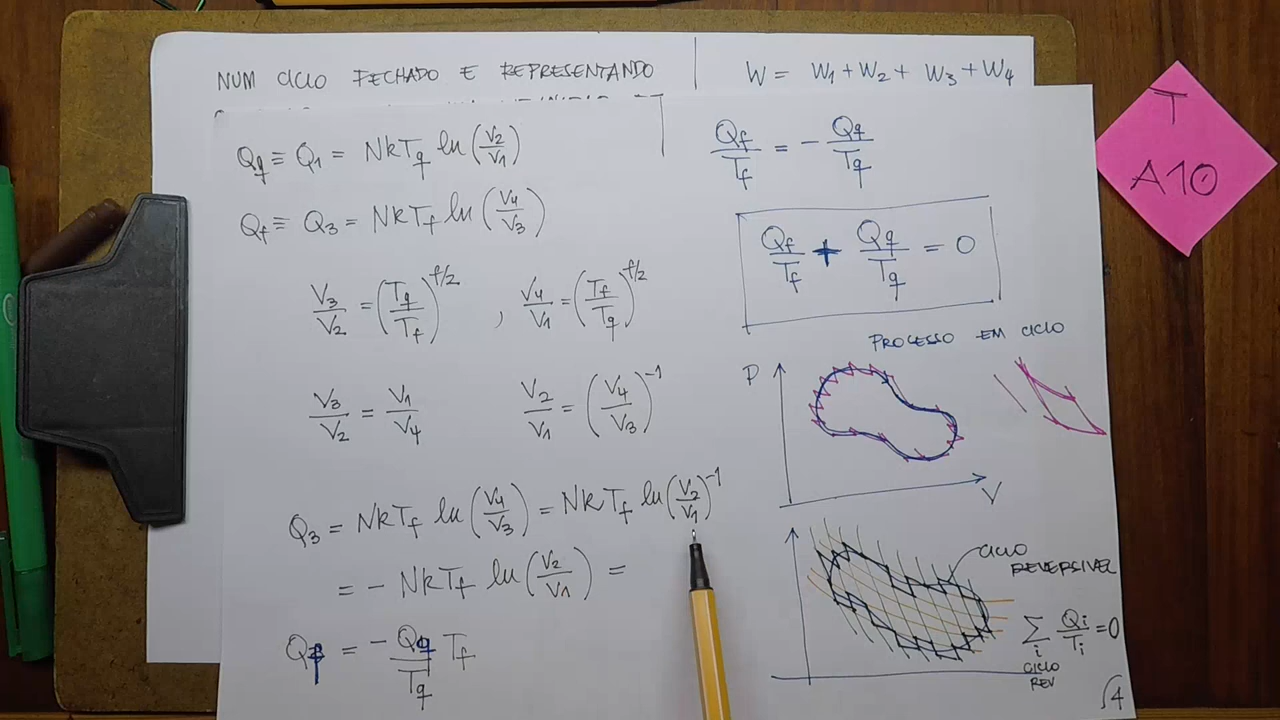 NUM CICLO FECHADO E REPRESENTANDO
W = W1 + W2 + W3 + W4
Qq ≡ Q1 = NkTq ln(V2/V1)
Qf ≡ Q3 = NkTf ln(V4/V3)
V3/V2 = (Tq/Tf)^f/2 , V4/V1 = (Tf/Tq)^f/2
V3/V2 = V1/V4 V2/V1 = (V4/V3)^-1
Q3 = NkTf ln(V4/V3) = NkTf ln(V2/V1)^-1
= - NkTf ln(V2/V1) =
Qf = -Qq/Tq Tf
Qf/Tf = - Qq/Tq
Qf/Tf + Qq/Tq = 0
PROCESSO EM CICLO
P
V
CICLO
REVERSIVEL
∑i Qi/Ti = 0
CICLO
REV
4
T
A10